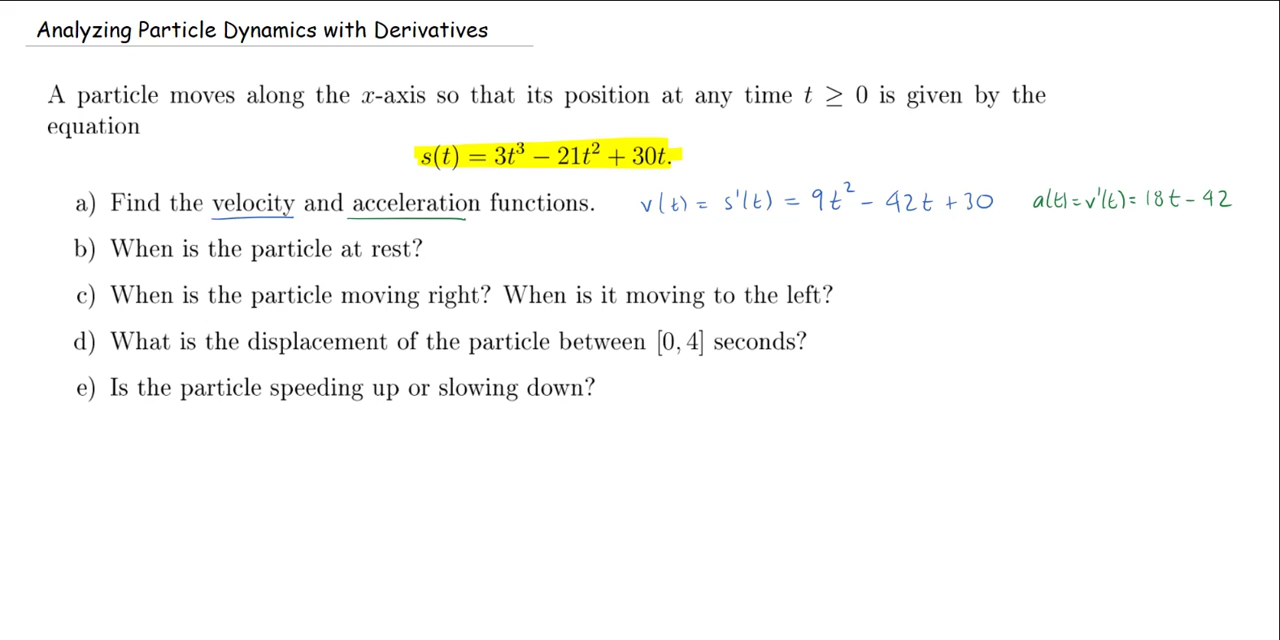 Analyzing Particle Dynamics with Derivatives
A particle moves along the x-axis so that its position at any time t ≥ 0 is given by the
equation
s(t) = 3t³ − 21t² + 30t.
a) Find the velocity and acceleration functions. v(t) = s'(t) = 9t² - 42t + 30 a(t) = v'(t) = 18t - 42
b) When is the particle at rest?
c) When is the particle moving right? When is it moving to the left?
d) What is the displacement of the particle between [0, 4] seconds?
e) Is the particle speeding up or slowing down?